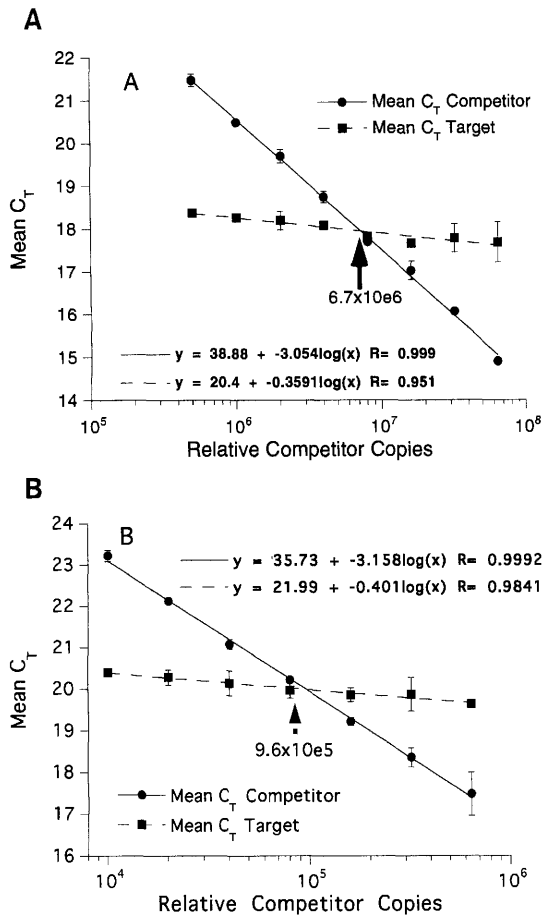 A
A
22
21
20
19
18
17
16
15
14
Mean C_T
Mean C_T Competitor
Mean C_T Target
6.7x10e6
y = 38.88 + -3.054log(x) R= 0.999
y = 20.4 + -0.3591log(x) R= 0.951
10^5 10^6 10^7 10^8
Relative Competitor Copies
B
B
24
23
22
21
20
19
18
17
16
Mean C_T
y = 35.73 + -3.158log(x) R= 0.9992
y = 21.99 + -0.401log(x) R= 0.9841
9.6x10e5
Mean C_T Competitor
Mean C_T Target
10^4 10^5 10^6
Relative Competitor Copies